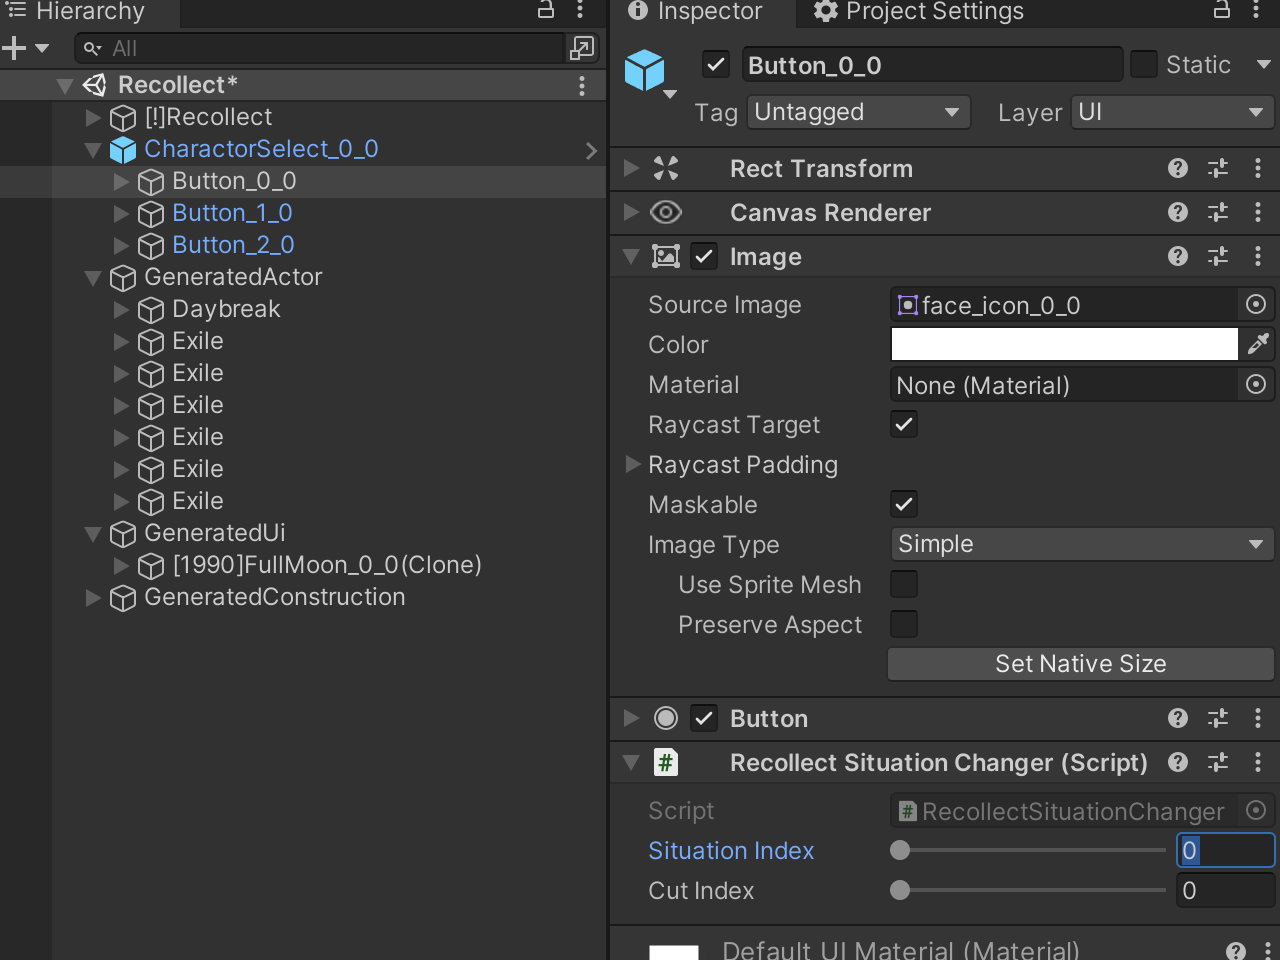 Hierarchy
All
Recollect*
[!]Recollect
CharactorSelect_0_0
Button_0_0
Button_1_0
Button_2_0
GeneratedActor
Daybreak
Exile
Exile
Exile
Exile
Exile
Exile
GeneratedUi
[1990]FullMoon_0_0(Clone)
GeneratedConstruction
Inspector
Project Settings
Button_0_0
Static
Tag
Untagged
Layer
UI
Rect Transform
Canvas Renderer
Image
Source Image
face_icon_0_0
Color
Material
None (Material)
Raycast Target
Raycast Padding
Maskable
Image Type
Simple
Use Sprite Mesh
Preserve Aspect
Set Native Size
Button
Recollect Situation Changer (Script)
Script
RecollectSituationChanger
Situation Index
0
Cut Index
0
Default UI Material (Material)